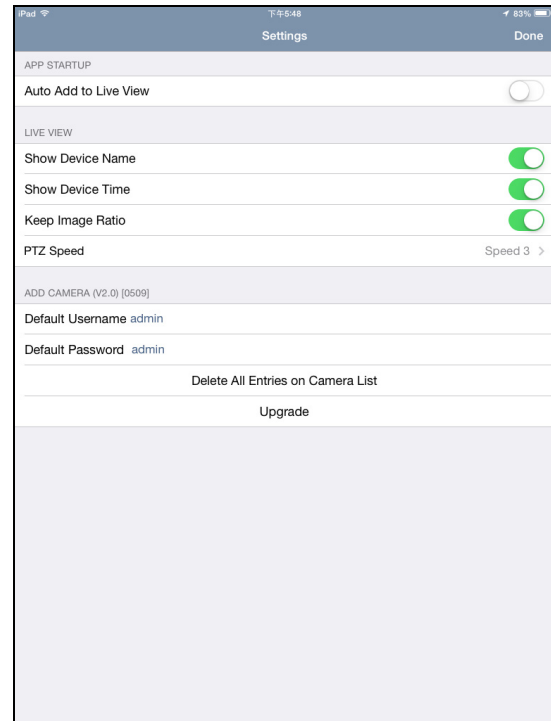 iPad 下午5:48 83%
Settings Done
APP STARTUP
Auto Add to Live View
LIVE VIEW
Show Device Name
Show Device Time
Keep Image Ratio
PTZ Speed Speed 3 >
ADD CAMERA (V2.0) [0509]
Default Username admin
Default Password admin
Delete All Entries on Camera List
Upgrade